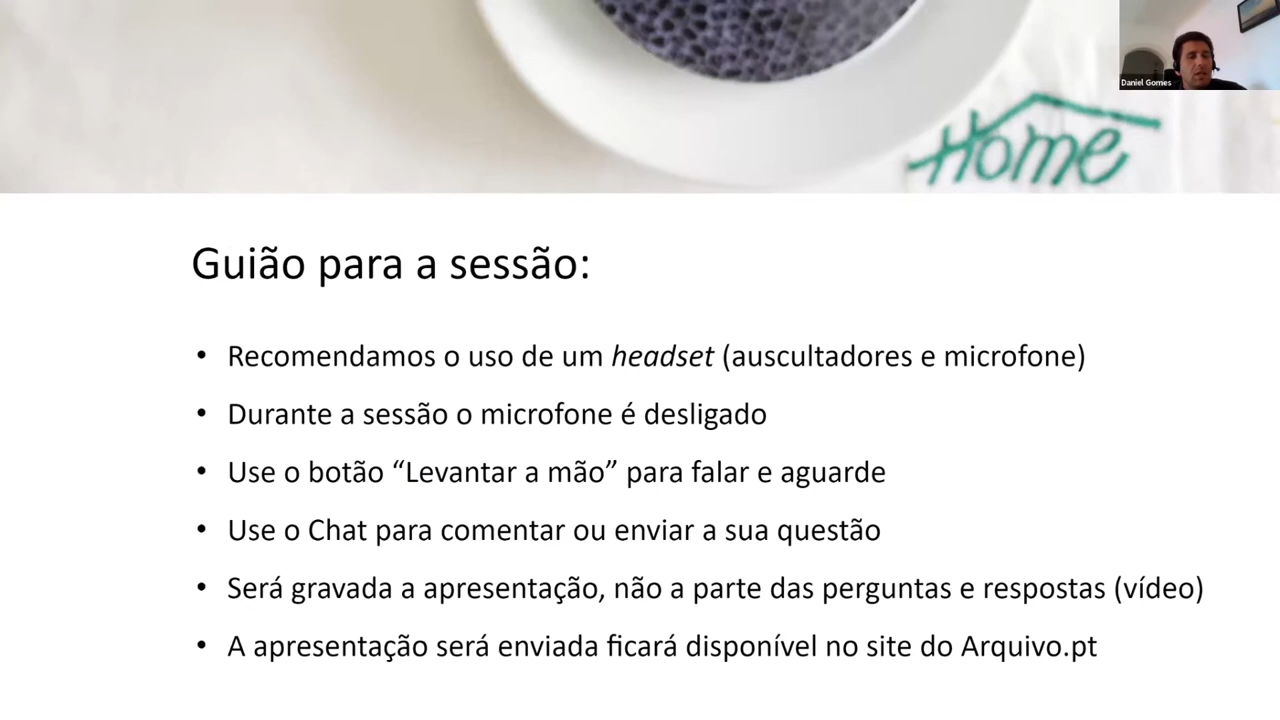 Daniel Gomes
Home
Guião para a sessão:
• Recomendamos o uso de um headset (auscultadores e microfone)
• Durante a sessão o microfone é desligado
• Use o botão “Levantar a mão” para falar e aguarde
• Use o Chat para comentar ou enviar a sua questão
• Será gravada a apresentação, não a parte das perguntas e respostas (vídeo)
• A apresentação será enviada ficará disponível no site do Arquivo.pt